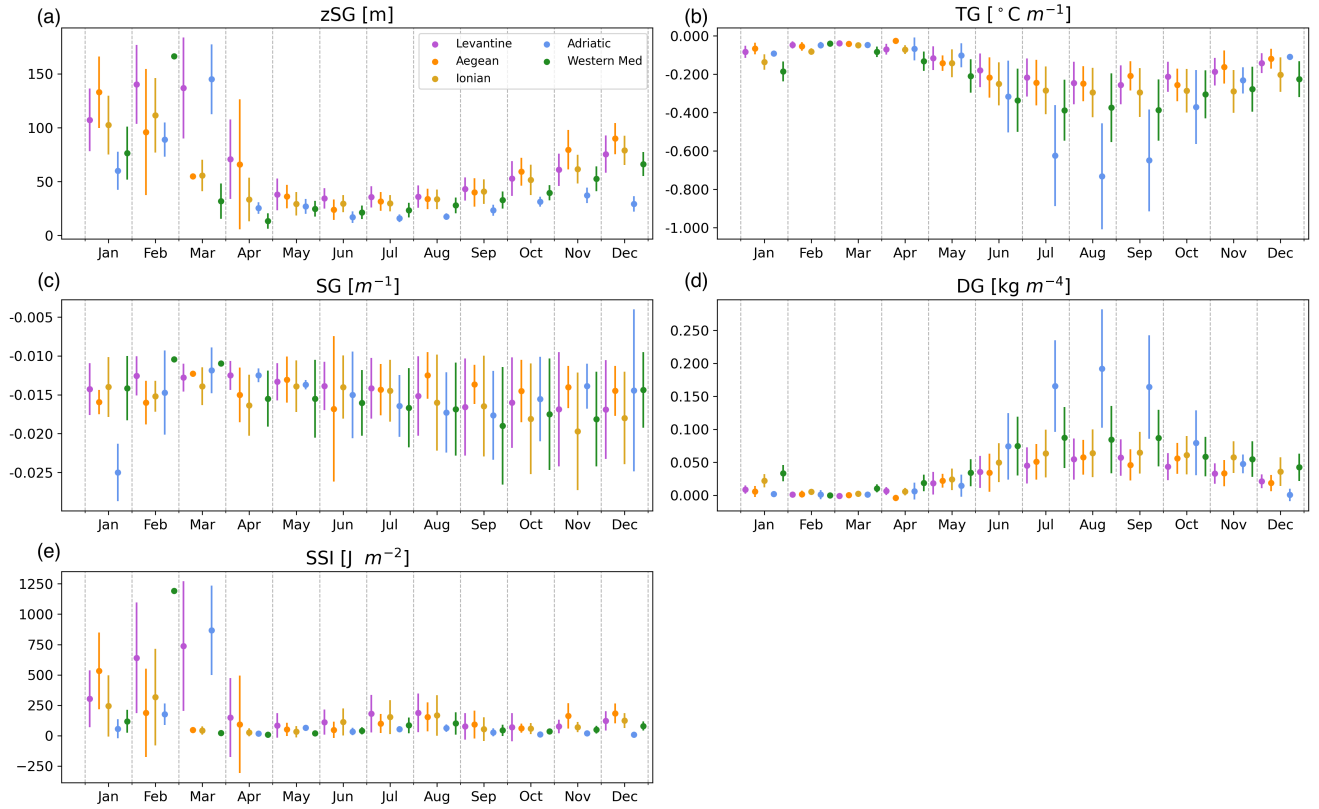 (a)
zSG [m]
Levantine
Aegean
Ionian
Adriatic
Western Med
150
100
50
0
Jan Feb Mar Apr May Jun Jul Aug Sep Oct Nov Dec
(b)
TG [°C m⁻¹]
0.000
-0.200
-0.400
-0.600
-0.800
-1.000
Jan Feb Mar Apr May Jun Jul Aug Sep Oct Nov Dec
(c)
SG [m⁻¹]
-0.005
-0.010
-0.015
-0.020
-0.025
Jan Feb Mar Apr May Jun Jul Aug Sep Oct Nov Dec
(d)
DG [kg m⁻⁴]
0.250
0.200
0.150
0.100
0.050
0.000
Jan Feb Mar Apr May Jun Jul Aug Sep Oct Nov Dec
(e)
SSI [J m⁻²]
1250
1000
750
500
250
0
−250
Jan Feb Mar Apr May Jun Jul Aug Sep Oct Nov Dec